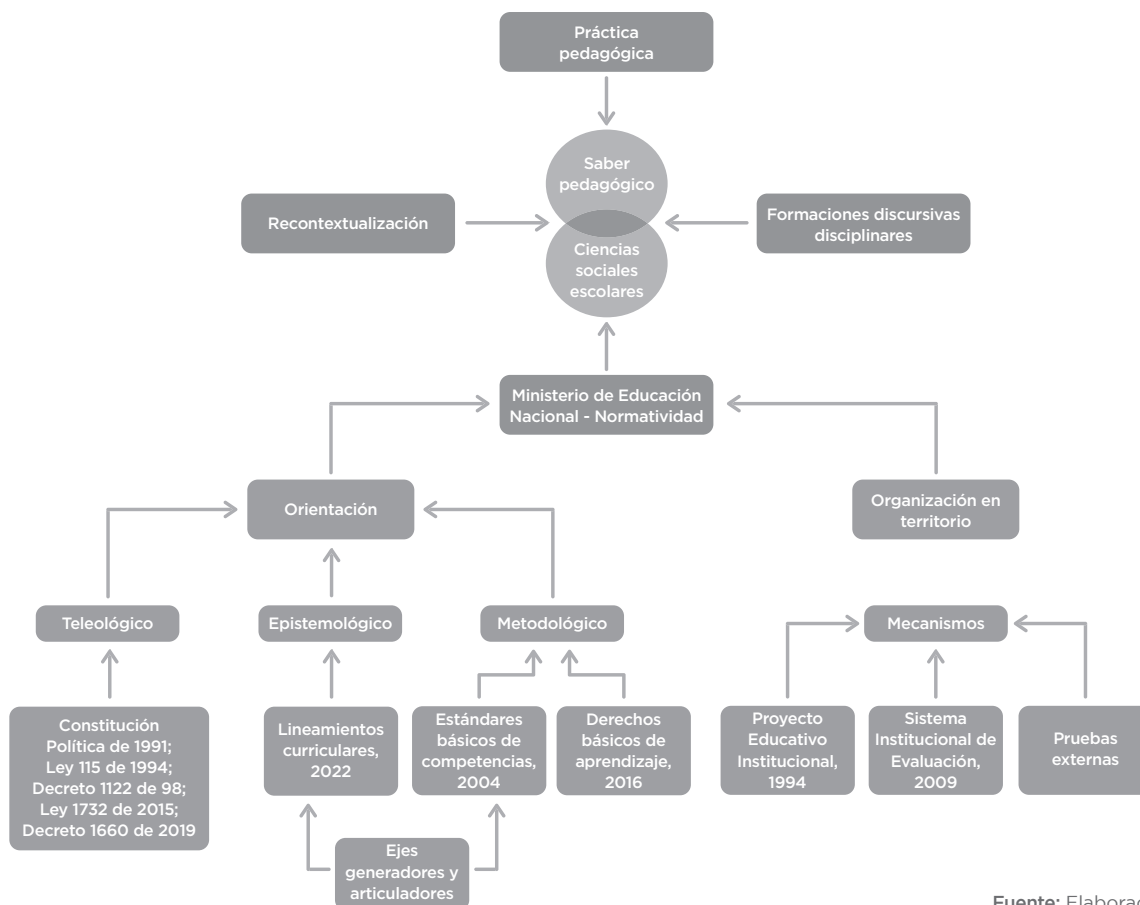 Práctica
pedagógica
Saber
pedagógico
Recontextualización
Formaciones discursivas
disciplinares
Ciencias
sociales
escolares
Ministerio de Educación
Nacional - Normatividad
Orientación
Organización en
territorio
Teleológico
Epistemológico
Metodológico
Mecanismos
Constitución
Política de 1991;
Ley 115 de 1994;
Decreto 1122 de 98;
Ley 1732 de 2015;
Decreto 1660 de 2019
Lineamientos
curriculares,
2022
Estándares
básicos de
competencias,
2004
Derechos
básicos de
aprendizaje,
2016
Proyecto
Educativo
Institucional,
1994
Sistema
Institucional de
Evaluación,
2009
Pruebas
externas
Ejes
generadores y
articuladores
Fuente: